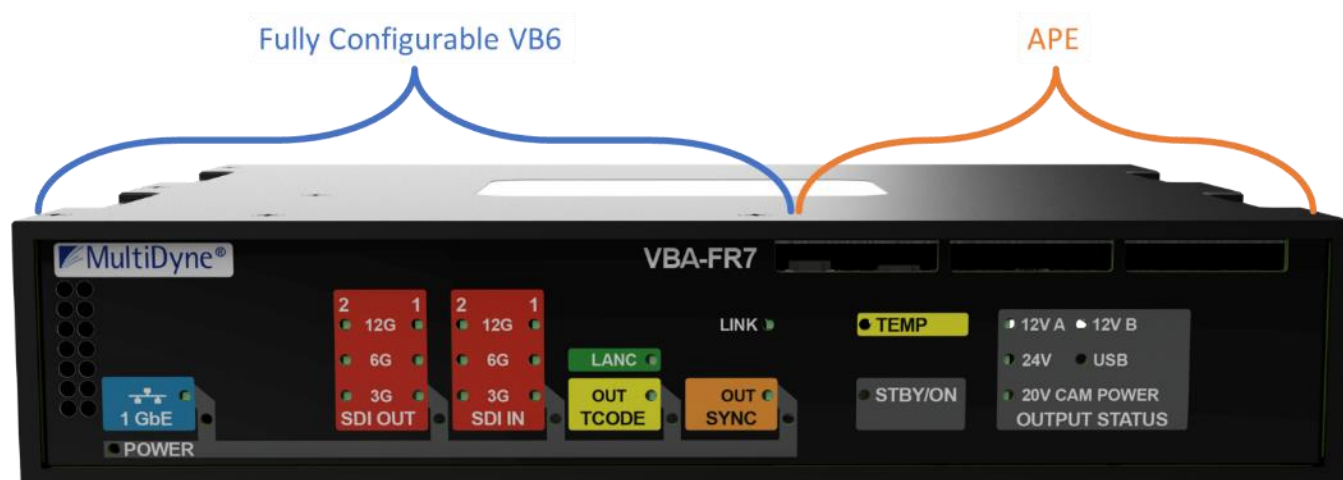 Fully Configurable VB6
APE
MultiDyne®
VBA-FR7
2 1
12G
6G
3G
SDI OUT
2 1
12G
6G
3G
SDI IN
LINK
LANC
OUT
TCODE
OUT
SYNC
TEMP
STBY/ON
12V A 12V B
24V USB
20V CAM POWER
OUTPUT STATUS
1 GbE
POWER